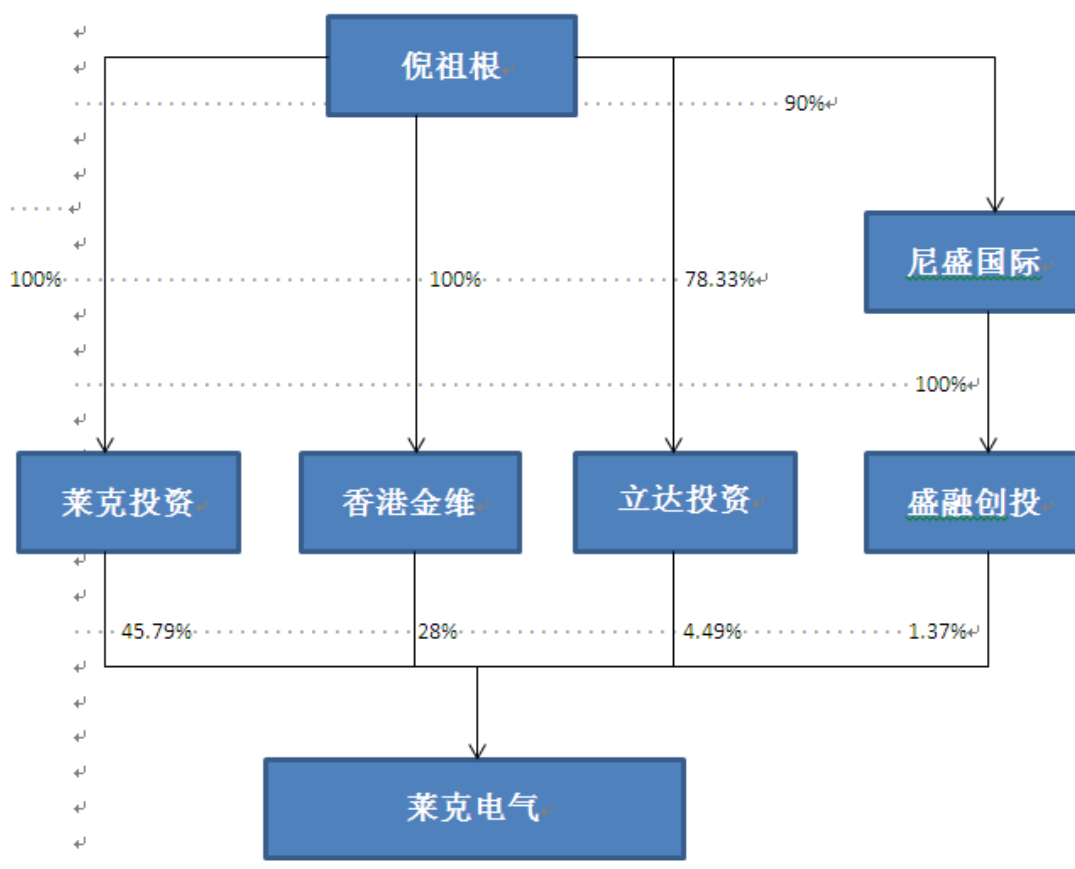 倪祖根
90%
尼盛国际
100%
100%
78.33%
100%
莱克投资
香港金维
立达投资
盛融创投
45.79%
28%
4.49%
1.37%
莱克电气